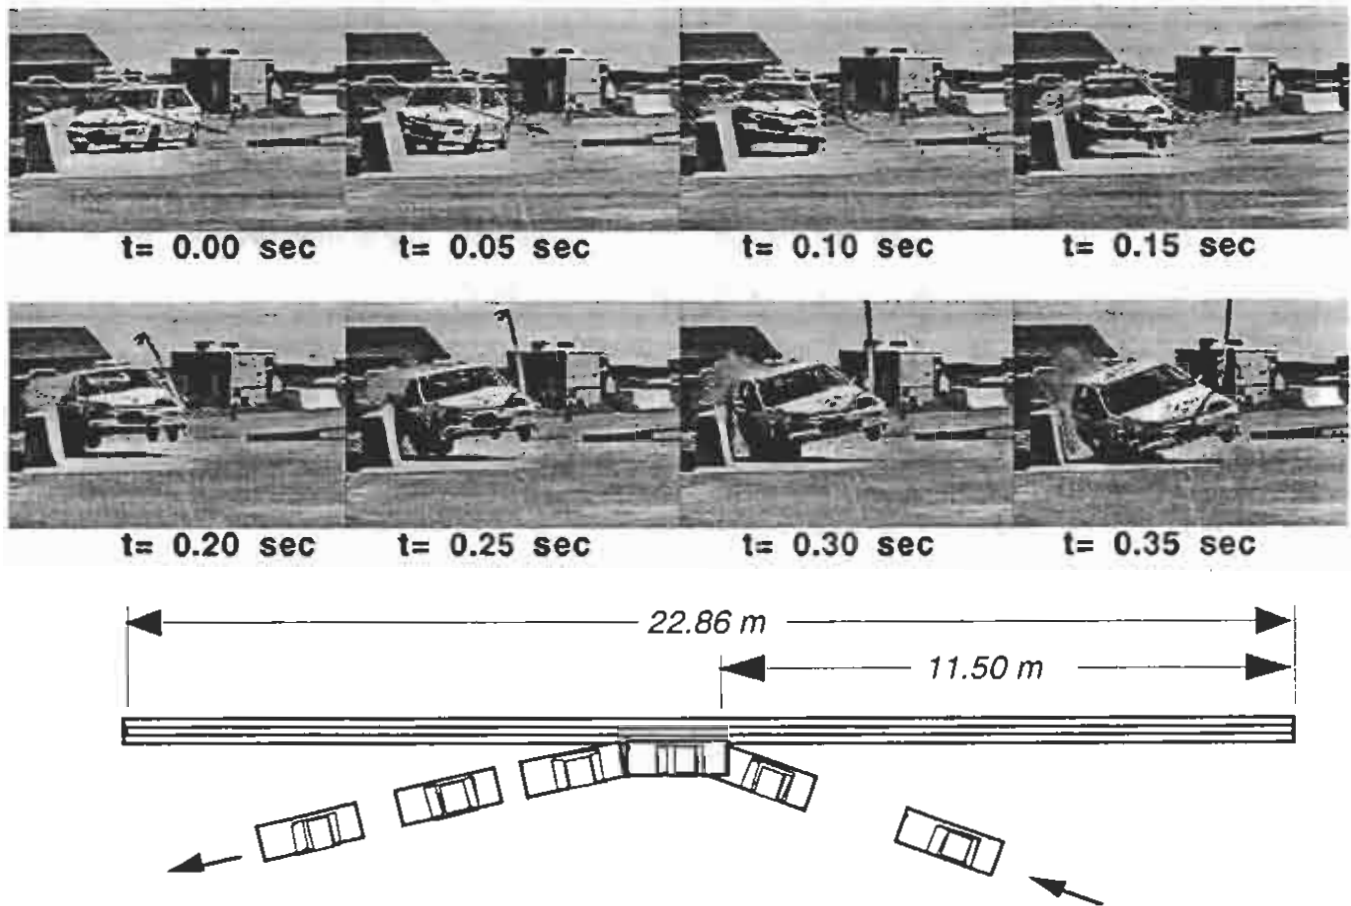 t= 0.00 sec t= 0.05 sec t= 0.10 sec t= 0.15 sec
t= 0.20 sec t= 0.25 sec t= 0.30 sec t= 0.35 sec
22.86 m
11.50 m